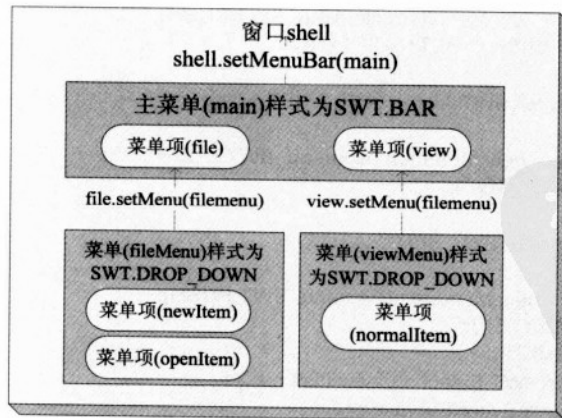 窗口shell
shell.setMenuBar(main)
主菜单(main)样式为SWT.BAR
菜单项(file)
菜单项(view)
file.setMenu(filemenu)
view.setMenu(filemenu)
菜单(fileMenu)样式为
SWT.DROP_DOWN
菜单项(newItem)
菜单项(openItem)
菜单(viewMenu)样式
为SWT.DROP_DOWN
菜单项
(normalItem)